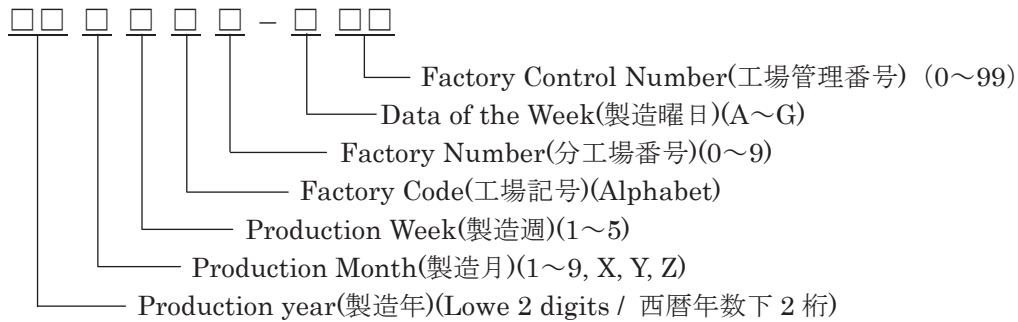 □□ □ □ □ □ − □ □□
Factory Control Number(工場管理番号) (0～99)
Data of the Week(製造曜日)(A～G)
Factory Number(分工場番号)(0～9)
Factory Code(工場記号)(Alphabet)
Production Week(製造週)(1～5)
Production Month(製造月)(1～9, X, Y, Z)
Production year(製造年)(Lowe 2 digits / 西暦年数下 2 桁)